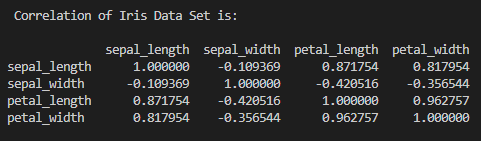 Correlation of Iris Data Set is:
sepal_length sepal_width petal_length petal_width
sepal_length 1.000000 -0.109369 0.871754 0.817954
sepal_width -0.109369 1.000000 -0.420516 -0.356544
petal_length 0.871754 -0.420516 1.000000 0.962757
petal_width 0.817954 -0.356544 0.962757 1.000000